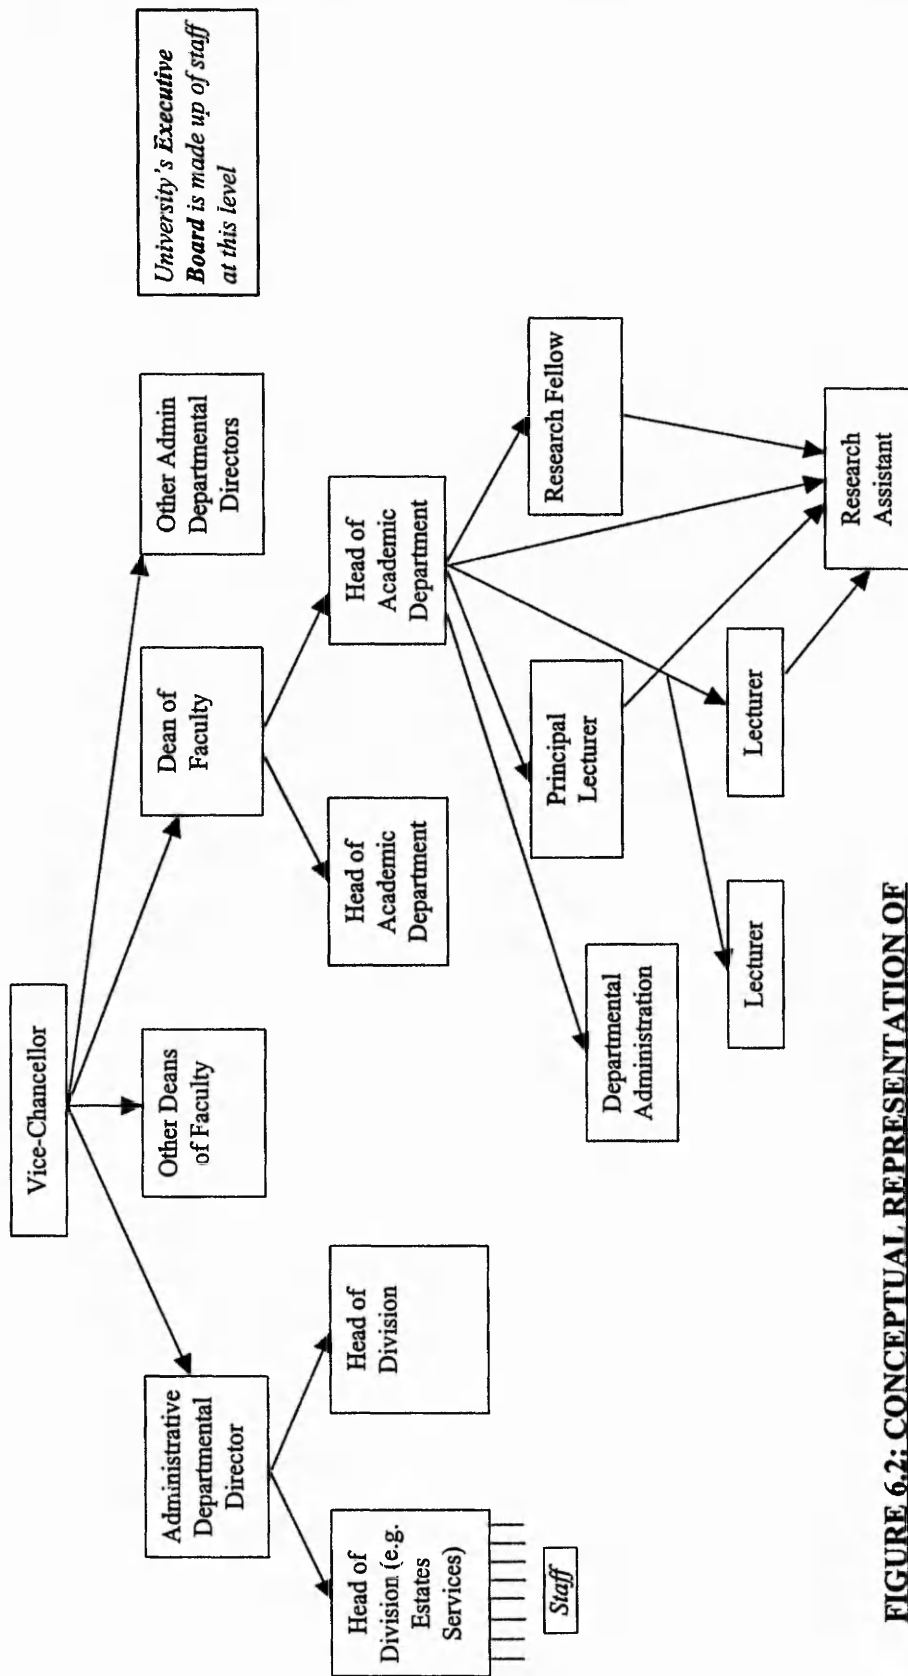 Vice-Chancellor
University's Executive
Board is made up of staff
at this level
Administrative
Departmental
Director
Other Deans
of Faculty
Dean of
Faculty
Other Admin
Departmental
Directors
Head of
Division (e.g.
Estates
Services)
Head of
Division
Head of
Academic
Department
Head of
Academic
Department
Staff
Departmental
Administration
Principal
Lecturer
Research Fellow
Lecturer
Lecturer
Research
Assistant
FIGURE 6.2: CONCEPTUAL REPRESENTATION OF